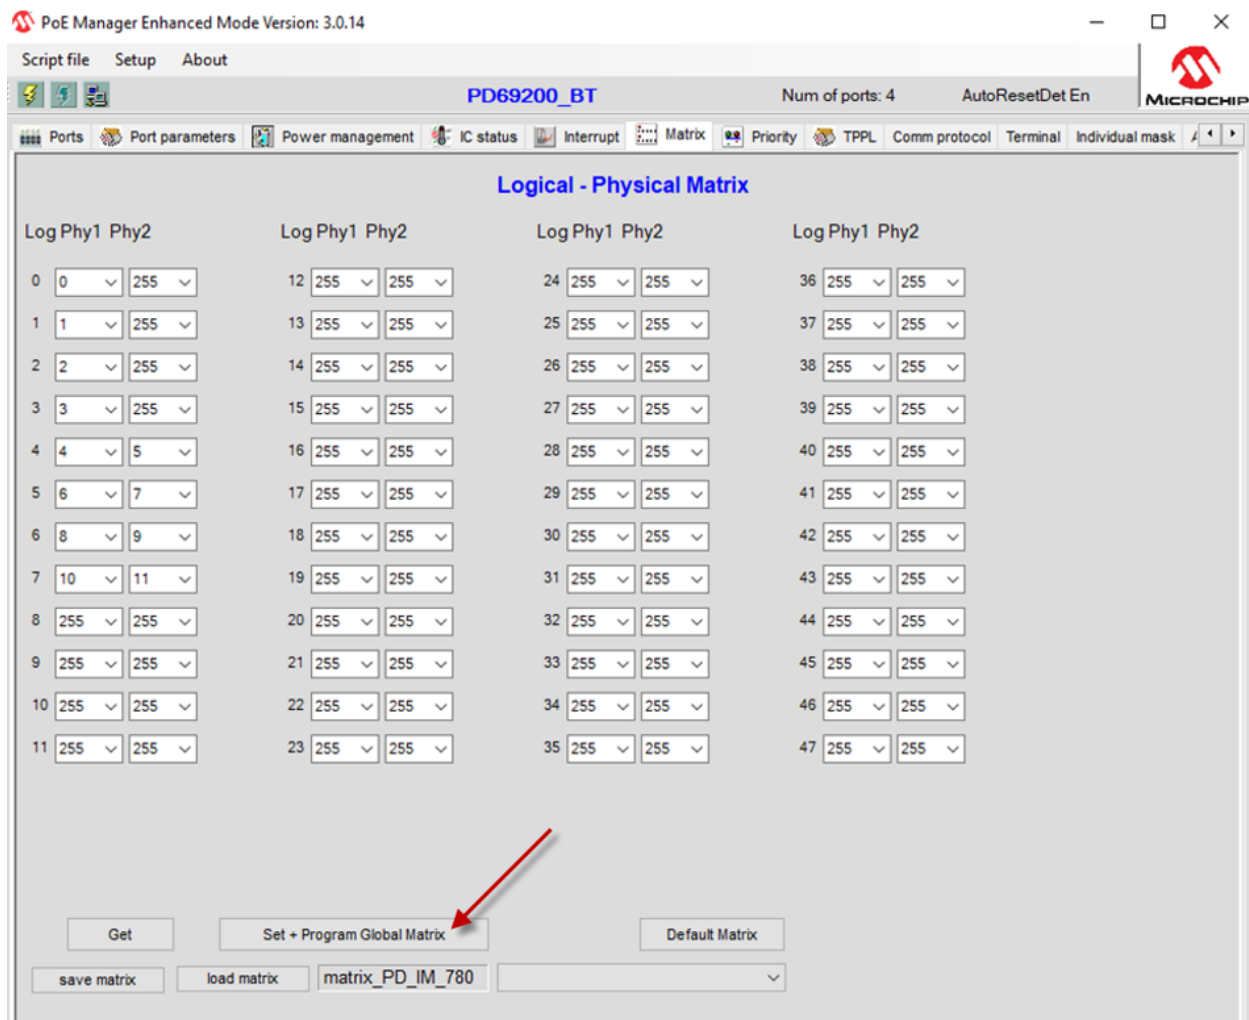 PoE Manager Enhanced Mode Version: 3.0.14
Script file Setup About
PD69200_BT Num of ports: 4 AutoResetDet En MICROCHIP
Ports Port parameters Power management IC status Interrupt Matrix Priority TPPL Comm protocol Terminal Individual mask
Logical - Physical Matrix
Log Phy1 Phy2 Log Phy1 Phy2 Log Phy1 Phy2 Log Phy1 Phy2
0 0 255 12 255 255 24 255 255 36 255 255
1 1 255 13 255 255 25 255 255 37 255 255
2 2 255 14 255 255 26 255 255 38 255 255
3 3 255 15 255 255 27 255 255 39 255 255
4 4 5 16 255 255 28 255 255 40 255 255
5 6 7 17 255 255 29 255 255 41 255 255
6 8 9 18 255 255 30 255 255 42 255 255
7 10 11 19 255 255 31 255 255 43 255 255
8 255 255 20 255 255 32 255 255 44 255 255
9 255 255 21 255 255 33 255 255 45 255 255
10 255 255 22 255 255 34 255 255 46 255 255
11 255 255 23 255 255 35 255 255 47 255 255
Get Set + Program Global Matrix Default Matrix
save matrix load matrix matrix_PD_IM_780